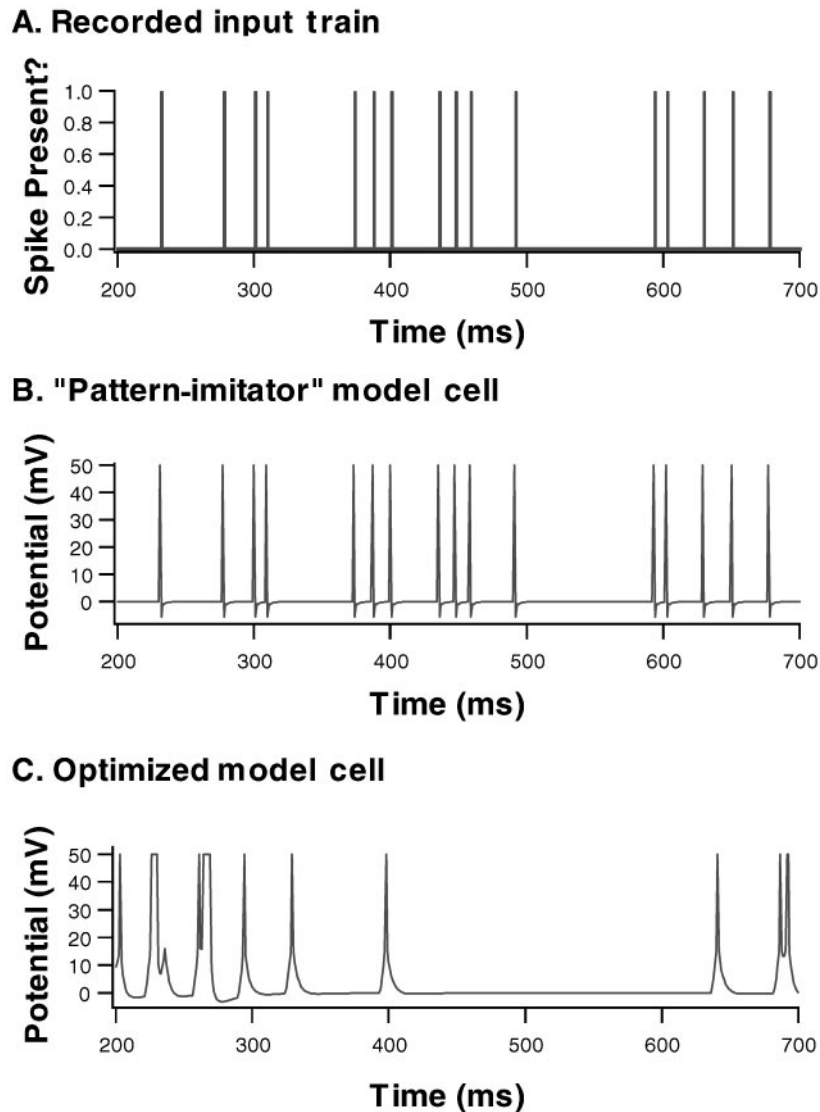 A. Recorded input train
Spike Present?
1.0
0.8
0.6
0.4
0.2
0.0
200 300 400 500 600 700
Time (ms)
B. "Pattern-imitator" model cell
Potential (mV)
50
40
30
20
10
0
200 300 400 500 600 700
Time (ms)
C. Optimized model cell
Potential (mV)
50
40
30
20
10
0
200 300 400 500 600 700
Time (ms)